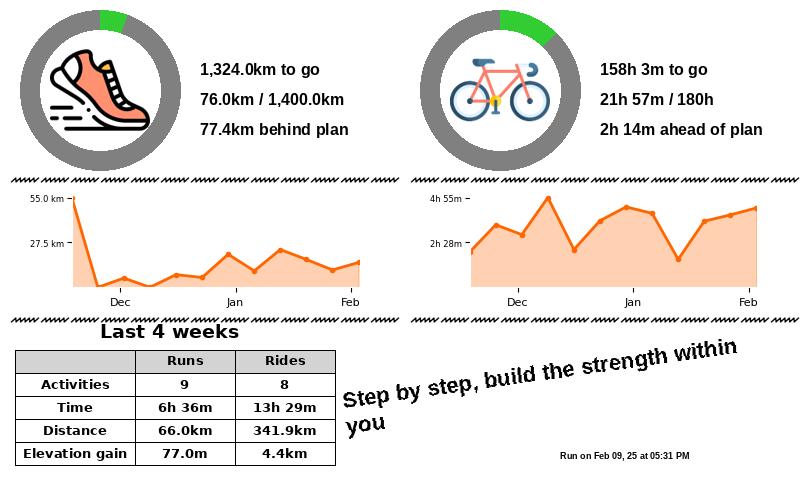 1,324.0km to go
76.0km / 1,400.0km
77.4km behind plan
158h 3m to go
21h 57m / 180h
2h 14m ahead of plan
55.0 km
27.5 km
Dec Jan Feb
4h 55m
2h 28m
Dec Jan Feb
Last 4 weeks
Runs Rides
Activities 9 8
Time 6h 36m 13h 29m
Distance 66.0km 341.9km
Elevation gain 77.0m 4.4km
Step by step, build the strength within
you
Run on Feb 09, 25 at 05:31 PM